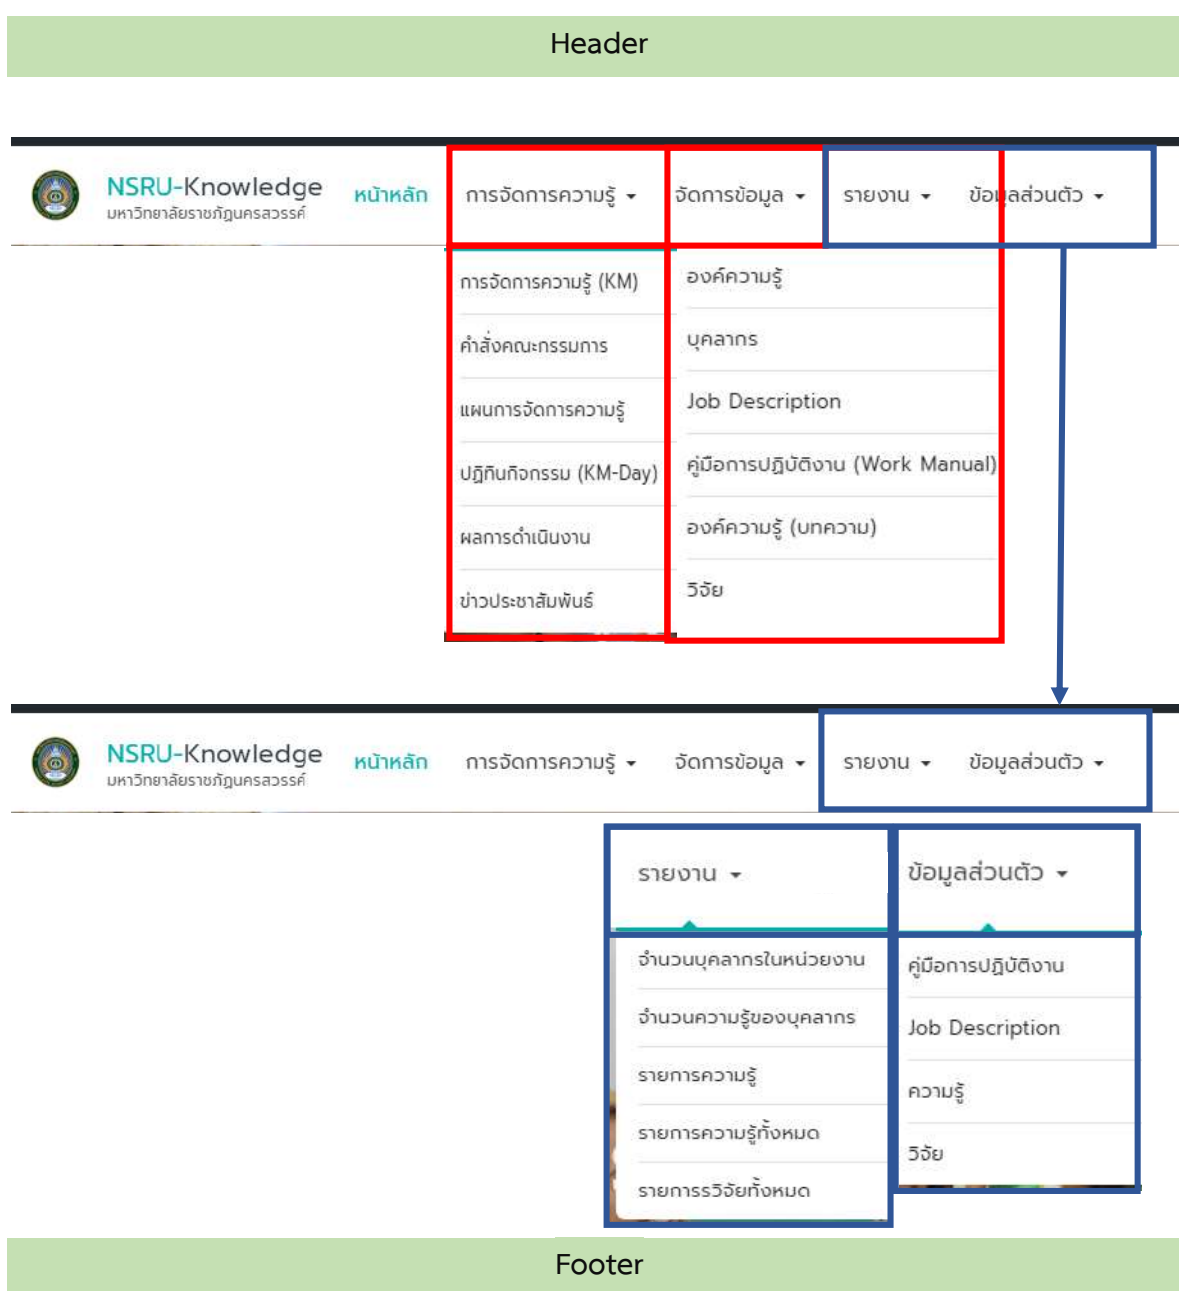 Header
NSRU-Knowledge
มหาวิทยาลัยราชภัฏนครสวรรค์
หน้าหลัก
การจัดการความรู้
จัดการข้อมูล
รายงาน
ข้อมูลส่วนตัว
การจัดการความรู้ (KM)
คำสั่งคณะกรรมการ
แผนการจัดการความรู้
ปฏิทินกิจกรรม (KM-Day)
ผลการดำเนินงาน
ข่าวประชาสัมพันธ์
องค์ความรู้
บุคลากร
Job Description
คู่มือการปฏิบัติงาน (Work Manual)
องค์ความรู้ (บทความ)
วิจัย
NSRU-Knowledge
มหาวิทยาลัยราชภัฏนครสวรรค์
หน้าหลัก
การจัดการความรู้
จัดการข้อมูล
รายงาน
ข้อมูลส่วนตัว
รายงาน
จำนวนบุคลากรในหน่วยงาน
จำนวนความรู้ของบุคลากร
รายการความรู้
รายการความรู้ทั้งหมด
รายการรวิจัยทั้งหมด
ข้อมูลส่วนตัว
คู่มือการปฏิบัติงาน
Job Description
ความรู้
วิจัย
Footer